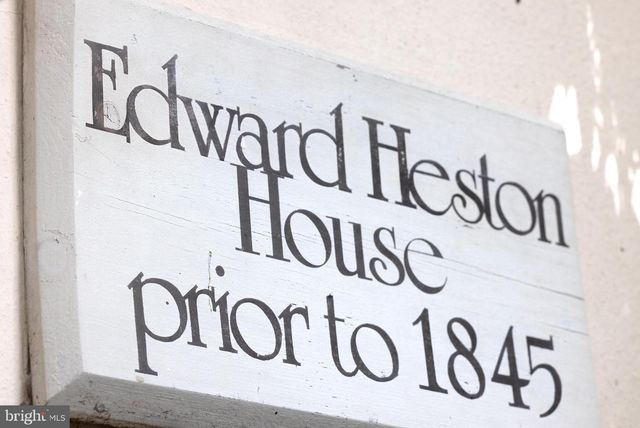 Edward Heston
House
prior to 1845
bright MLS